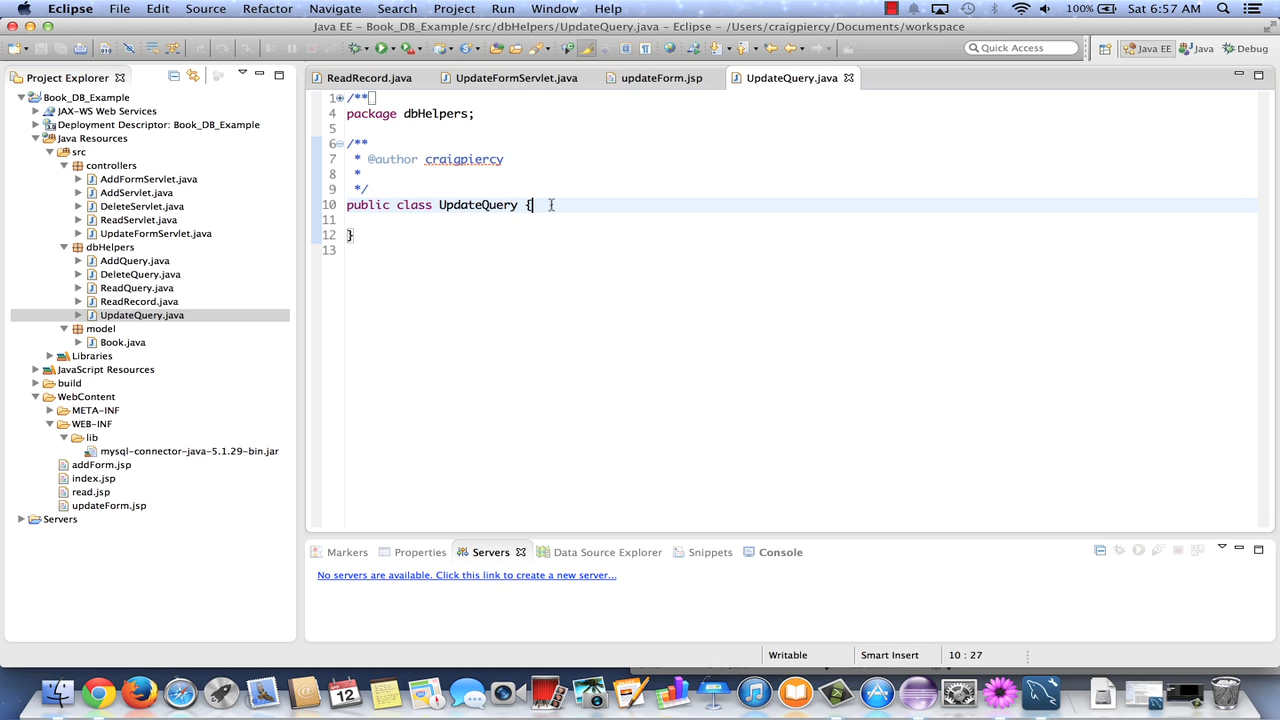 Eclipse File Edit Source Refactor Navigate Search Project Run Window Help 100% Sat 6:57 AM
Java EE – Book_DB_Example/src/dbHelpers/UpdateQuery.java – Eclipse – /Users/craigpiercy/Documents/workspace
Quick Access Java EE Java Debug
Project Explorer
ReadRecord.java UpdateFormServlet.java updateForm.jsp UpdateQuery.java
Book_DB_Example
JAX-WS Web Services
Deployment Descriptor: Book_DB_Example
Java Resources
src
controllers
AddFormServlet.java
AddServlet.java
DeleteServlet.java
ReadServlet.java
UpdateFormServlet.java
dbHelpers
AddQuery.java
DeleteQuery.java
ReadQuery.java
ReadRecord.java
UpdateQuery.java
model
Book.java
Libraries
JavaScript Resources
build
WebContent
META-INF
WEB-INF
lib
mysql-connector-java-5.1.29-bin.jar
addForm.jsp
index.jsp
read.jsp
updateForm.jsp
Servers
1 /**
4 package dbHelpers;
5
6 /**
7 * @author craigpiercy
8 *
9 */
10 public class UpdateQuery {
11
12 }
13
Markers Properties Servers Data Source Explorer Snippets Console
No servers are available. Click this link to create a new server...
Writable Smart Insert 10 : 27
12